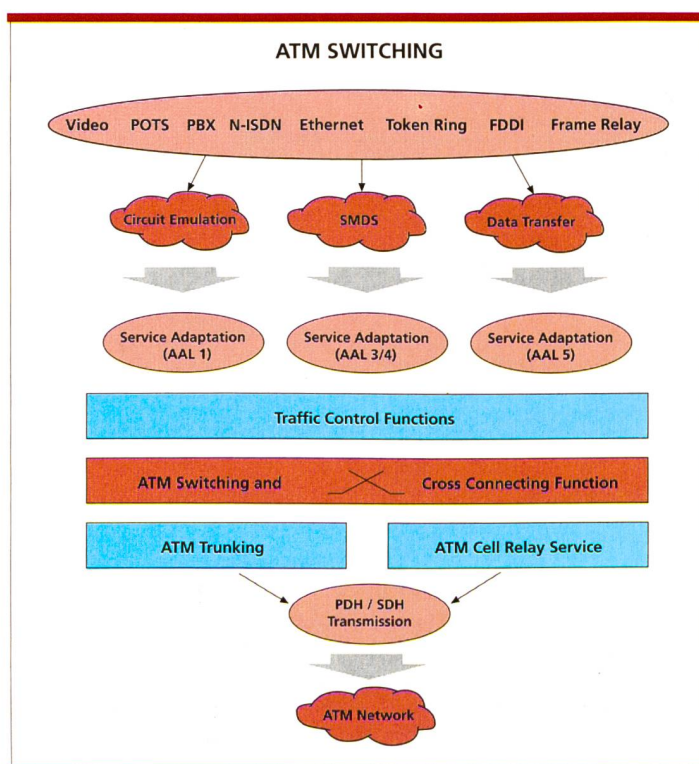 ATM SWITCHING
Video POTS PBX N-ISDN Ethernet Token Ring FDDI Frame Relay
Circuit Emulation
SMDS
Data Transfer
Service Adaptation
(AAL 1)
Service Adaptation
(AAL 3/4)
Service Adaptation
(AAL 5)
Traffic Control Functions
ATM Switching and Cross Connecting Function
ATM Trunking
ATM Cell Relay Service
PDH / SDH
Transmission
ATM Network